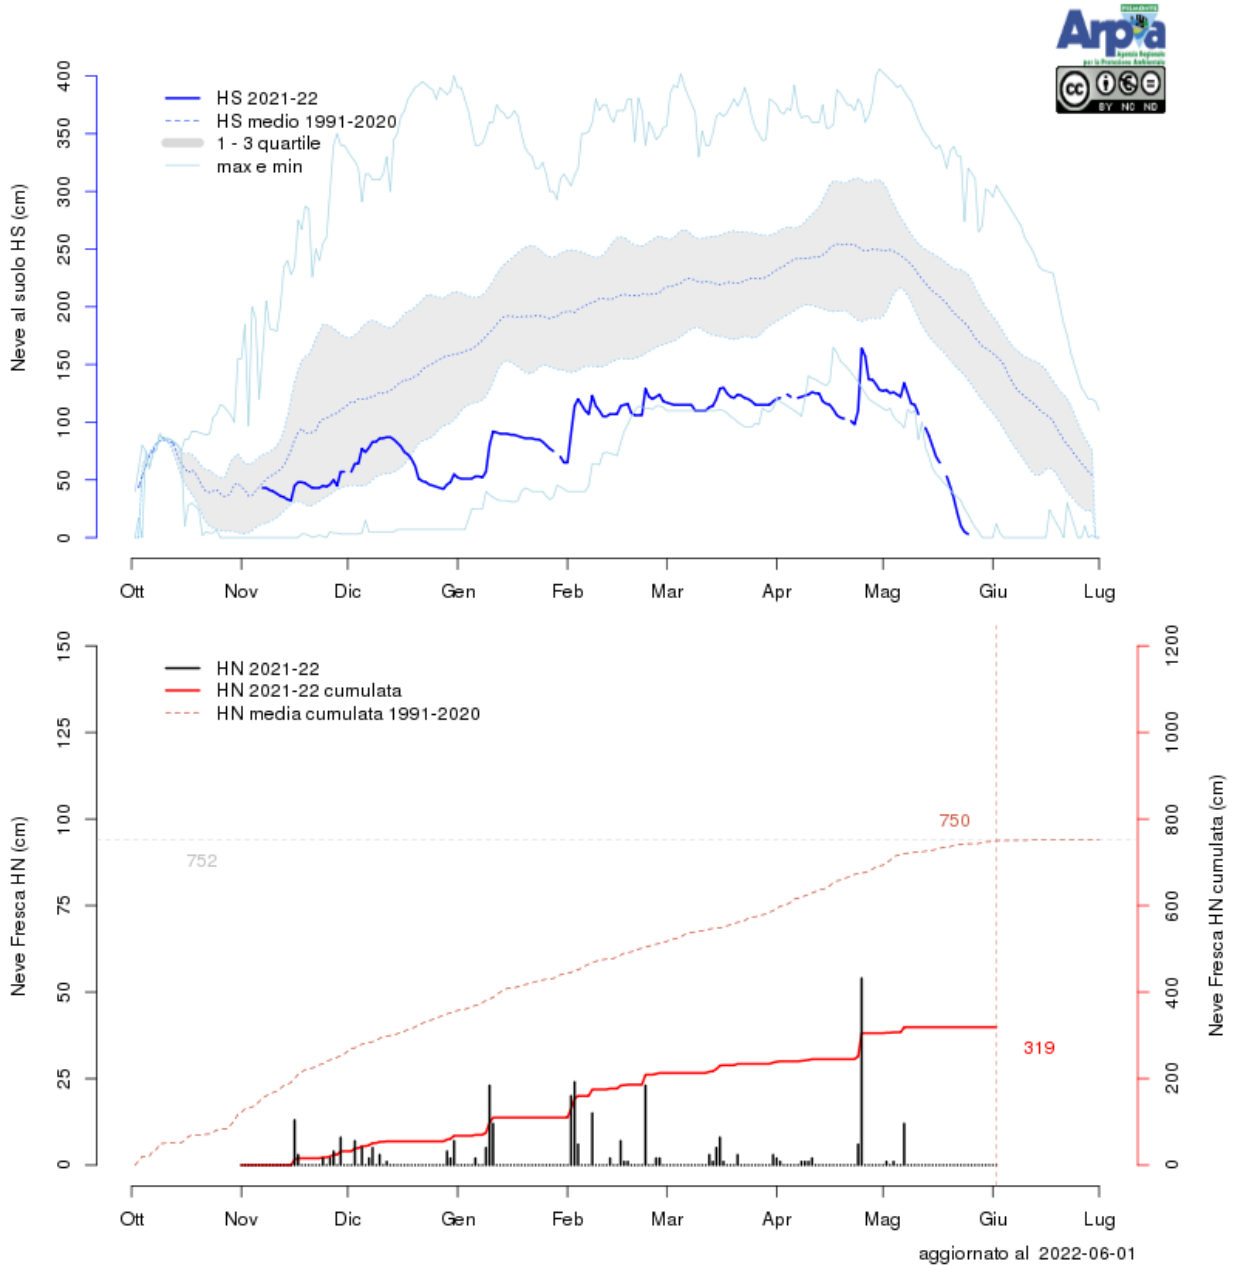 PIEMONTE
Arpa
Agenzia Regionale
per la Protezione Ambientale
cc
BY NC ND
HS 2021-22
HS medio 1991-2020
1 - 3 quartile
max e min
Neve al suolo HS (cm)
400
350
300
250
200
150
100
50
0
Ott Nov Dic Gen Feb Mar Apr Mag Giu Lug
HN 2021-22
HN 2021-22 cumulata
HN media cumulata 1991-2020
Neve Fresca HN (cm)
150
125
100
75
50
25
0
752
750
319
1200
1000
800
600
400
200
0
Neve Fresca HN cumulata (cm)
Ott Nov Dic Gen Feb Mar Apr Mag Giu Lug
aggiornato al 2022-06-01